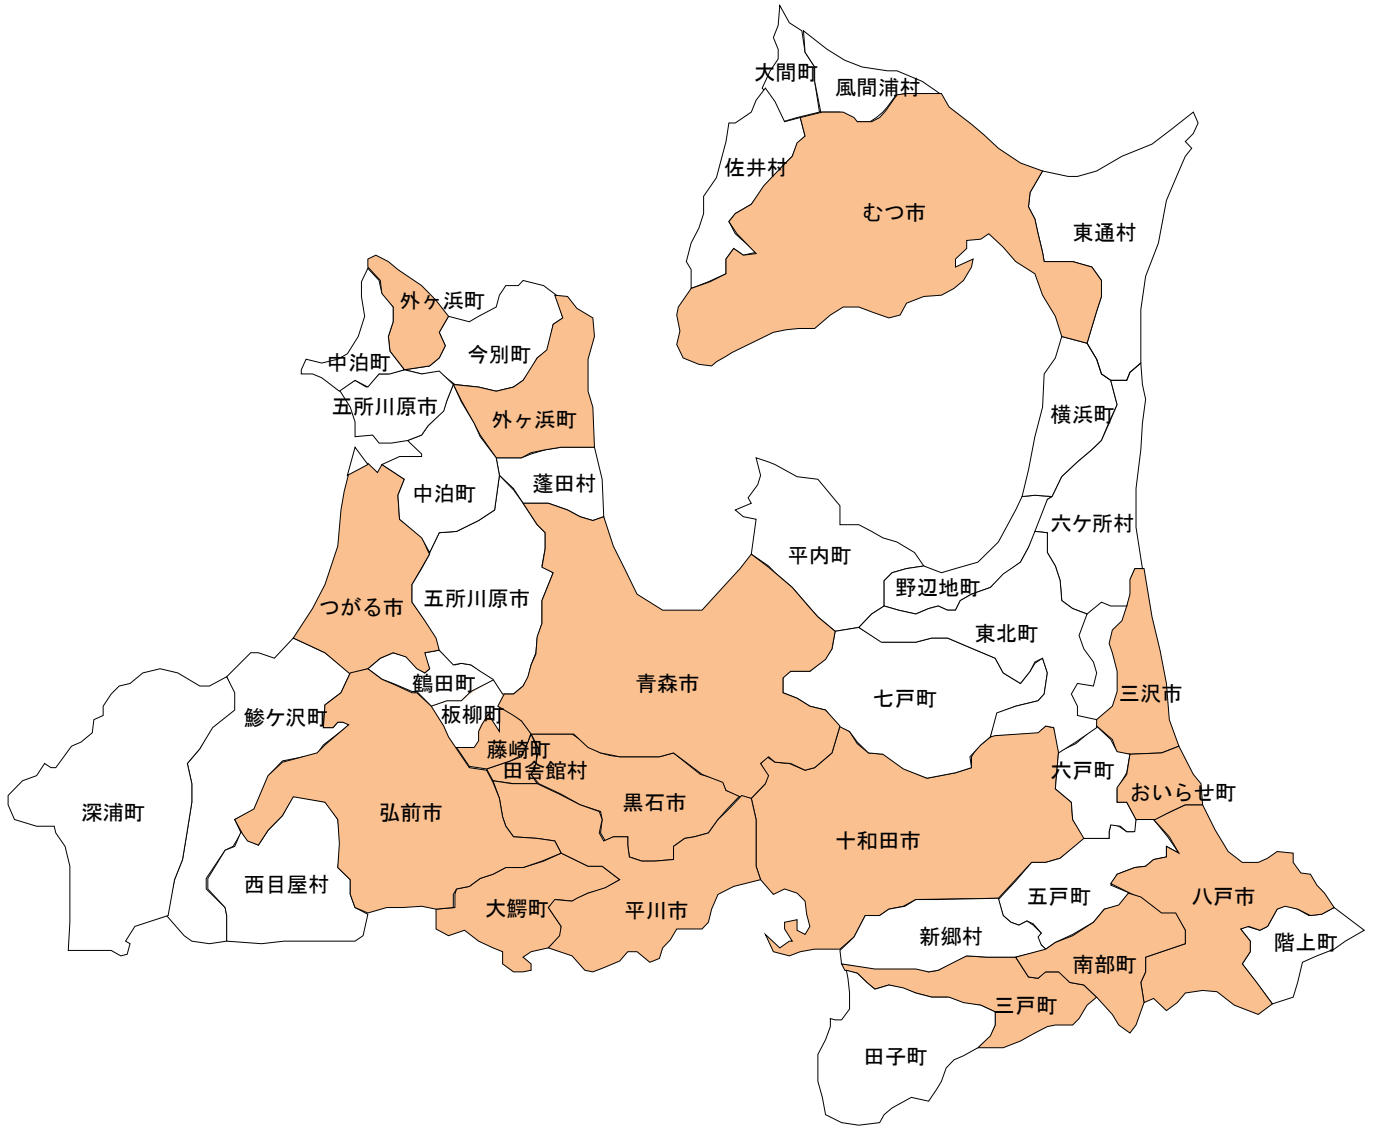 大間町
風間浦村
佐井村
むつ市
東通村
外ヶ浜町
今別町
中泊町
五所川原市
外ヶ浜町
横浜町
蓬田村
中泊町
六ケ所村
平内町
野辺地町
五所川原市
つがる市
東北町
鶴田町
青森市
三沢市
七戸町
板柳町
鰺ケ沢町
藤崎町
田舎館村
六戸町
おいらせ町
黒石市
深浦町
弘前市
十和田市
西目屋村
五戸町
八戸市
大鰐町
平川市
新郷村
階上町
南部町
三戸町
田子町